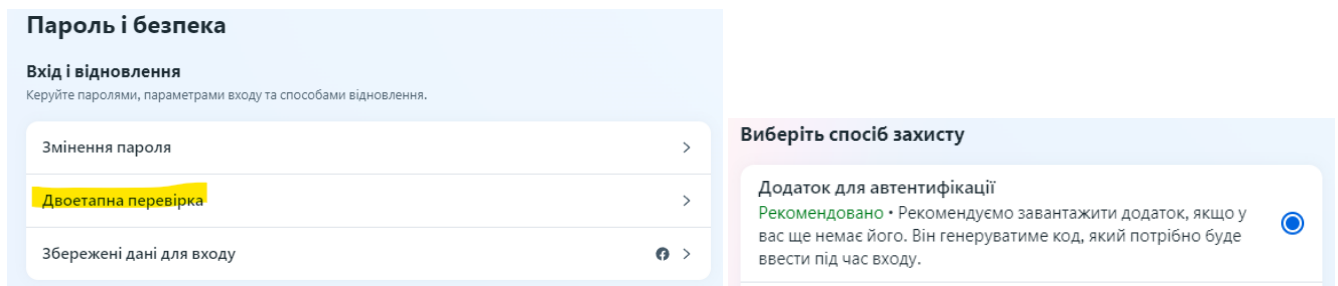 Пароль і безпека
Вхід і відновлення
Керуйте паролями, параметрами входу та способами відновлення.
Змінення пароля
Двоетапна перевірка
Збережені дані для входу
Виберіть спосіб захисту
Додаток для автентифікації
Рекомендовано • Рекомендуємо завантажити додаток, якщо у
вас ще немає його. Він генеруватиме код, який потрібно буде
ввести під час входу.